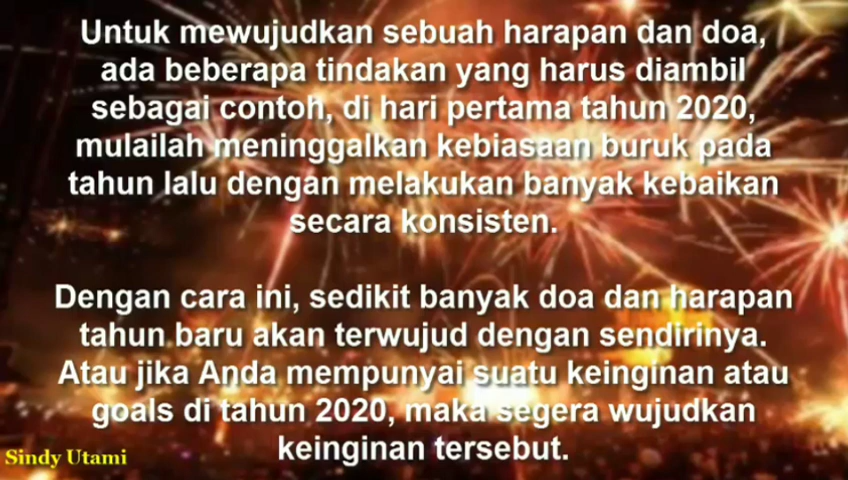 Untuk mewujudkan sebuah harapan dan doa,
ada beberapa tindakan yang harus diambil
sebagai contoh, di hari pertama tahun 2020,
mulailah meninggalkan kebiasaan buruk pada
tahun lalu dengan melakukan banyak kebaikan
secara konsisten.
Dengan cara ini, sedikit banyak doa dan harapan
tahun baru akan terwujud dengan sendirinya.
Atau jika Anda mempunyai suatu keinginan atau
goals di tahun 2020, maka segera wujudkan
keinginan tersebut.
Sindy Utami